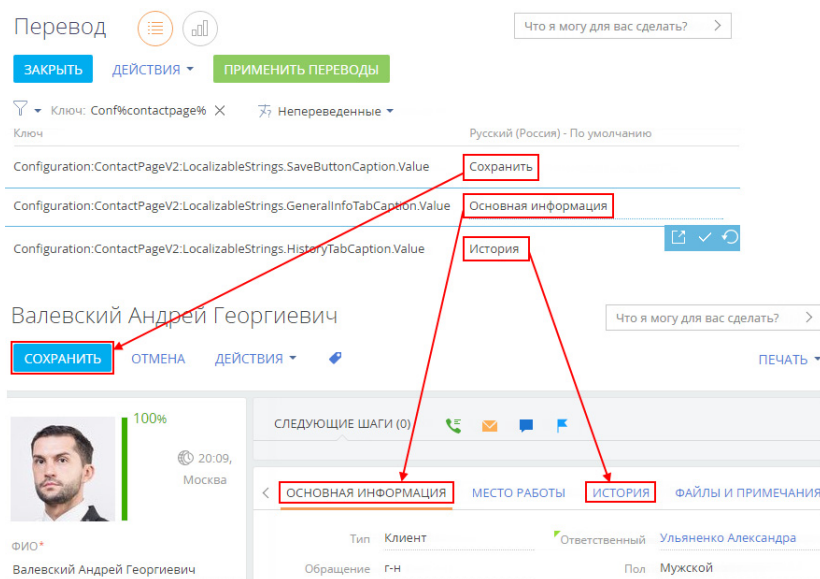 Перевод
Что я могу для вас сделать?
ЗАКРЫТЬ ДЕЙСТВИЯ ПРИМЕНИТЬ ПЕРЕВОДЫ
Ключ: Conf%contactpage% Непереведенные
Ключ Русский (Россия) - По умолчанию
Configuration:ContactPageV2:LocalizableStrings.SaveButtonCaption.Value Сохранить
Configuration:ContactPageV2:LocalizableStrings.GeneralInfoTabCaption.Value Основная информация
Configuration:ContactPageV2:LocalizableStrings.HistoryTabCaption.Value История
Валевский Андрей Георгиевич
Что я могу для вас сделать?
СОХРАНИТЬ ОТМЕНА ДЕЙСТВИЯ ПЕЧАТЬ
100%
СЛЕДУЮЩИЕ ШАГИ (0)
20:09,
Москва
ОСНОВНАЯ ИНФОРМАЦИЯ МЕСТО РАБОТЫ ИСТОРИЯ ФАЙЛЫ И ПРИМЕЧАНИЯ
Тип Клиент Ответственный Ульяненко Александра
ФИО*
Валевский Андрей Георгиевич Обращение г-н Пол Мужской